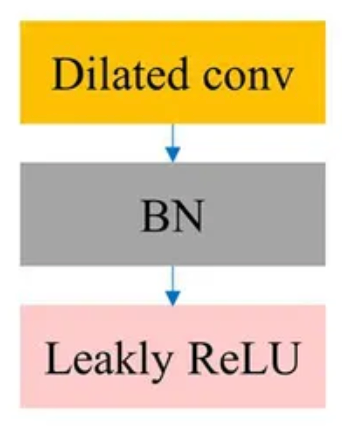 Dilated conv
BN
Leakly ReLU